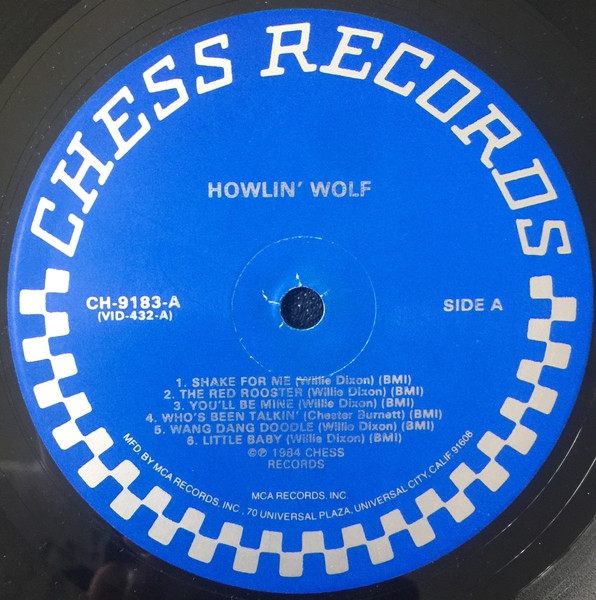 CHESS RECORDS
HOWLIN' WOLF
CH-9183-A
(VID-432-A)
SIDE A
1. SHAKE FOR ME (Willie Dixon) (BMI)
2. THE RED ROOSTER (Willie Dixon) (BMI)
3. YOU'LL BE MINE (Willie Dixon) (BMI)
4. WHO'S BEEN TALKIN' (Chester Burnett) (BMI)
5. WANG DANG DOODLE (Willie Dixon) (BMI)
6. LITTLE BABY (Willie Dixon) (BMI)
©℗ 1984 CHESS
RECORDS
MCA RECORDS, INC.
MFD. BY MCA RECORDS, INC., 70 UNIVERSAL PLAZA, UNIVERSAL CITY, CALIF. 91608